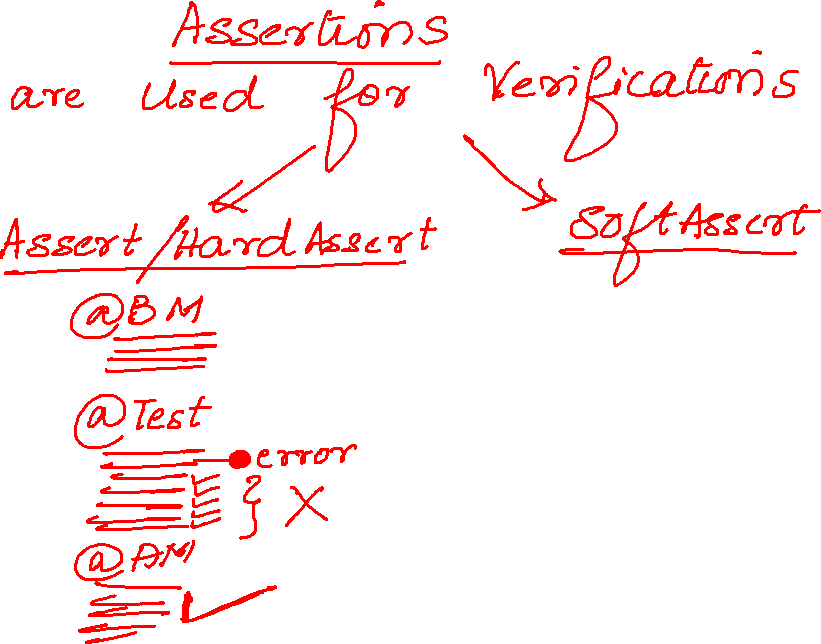 Assertions
are Used for Verifications
Assert/HardAssert
SoftAssert
@BM
@Test
error
} X
@AM